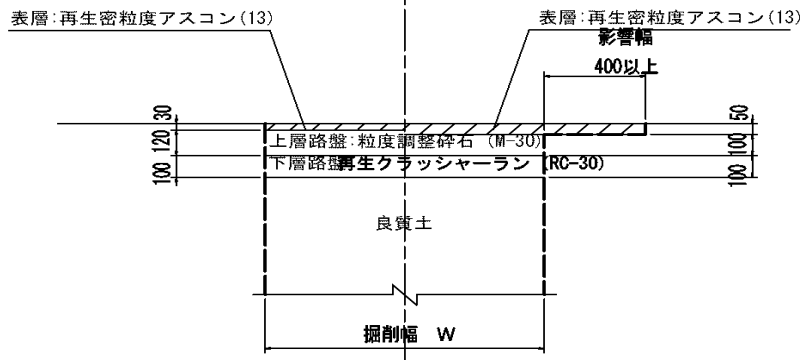 表層:再生密粒度アスコン(13)
表層:再生密粒度アスコン(13)
影響幅
400以上
30
50
120
上層路盤:粒度調整砕石 (M-30)
100
下層路盤再生クラッシャーラン (RC-30)
100
100
良質土
掘削幅 W